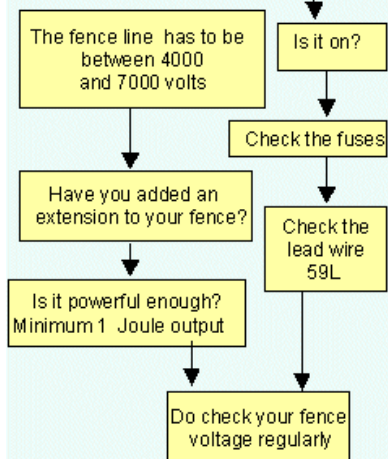 The fence line has to be
between 4000
and 7000 volts
Is it on?
Check the fuses
Have you added an
extension to your fence?
Check the
lead wire
59L
Is it powerful enough?
Minimum 1 Joule output
Do check your fence
voltage regularly